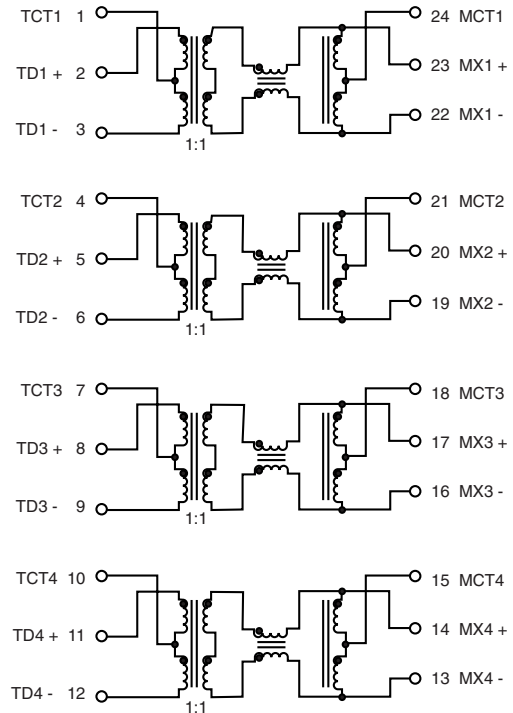 TCT1 1
24 MCT1
TD1 + 2
23 MX1 +
TD1 - 3
22 MX1 -
1:1
TCT2 4
21 MCT2
TD2 + 5
20 MX2 +
TD2 - 6
19 MX2 -
1:1
TCT3 7
18 MCT3
TD3 + 8
17 MX3 +
TD3 - 9
16 MX3 -
1:1
TCT4 10
15 MCT4
TD4 + 11
14 MX4 +
TD4 - 12
13 MX4 -
1:1